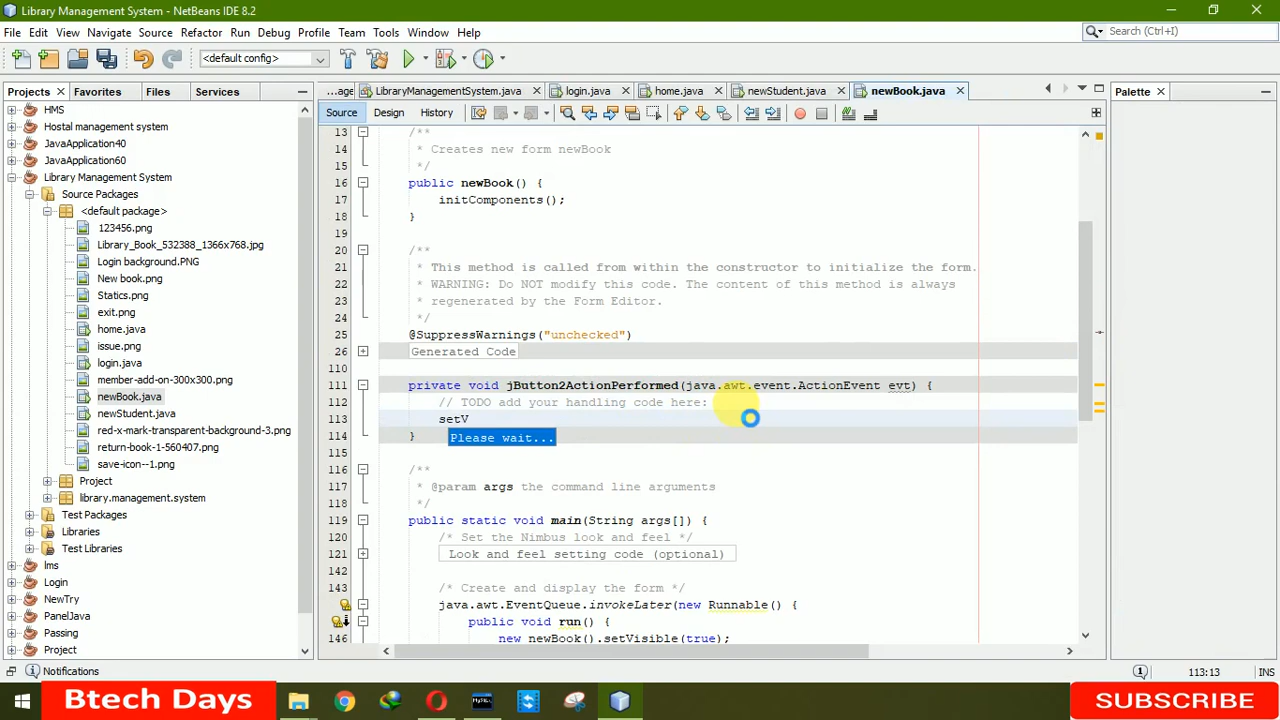 Library Management System - NetBeans IDE 8.2
File Edit View Navigate Source Refactor Run Debug Profile Team Tools Window Help
Search (Ctrl+I)
<default config>
Projects Favorites Files Services
HMS
Hostal management system
JavaApplication40
JavaApplication60
Library Management System
Source Packages
<default package>
123456.png
Library_Book_532388_1366x768.jpg
Login background.PNG
New book.png
Statics.png
exit.png
home.java
issue.png
login.java
member-add-on-300x300.png
newBook.java
newStudent.java
red-x-mark-transparent-background-3.png
return-book-1-560407.png
save-icon--1.png
Project
library.management.system
Test Packages
Libraries
Test Libraries
lms
Login
NewTry
PanelJava
Passing
Project
...age LibraryManagementSystem.java login.java home.java newStudent.java newBook.java
Source Design History
13 /**
14 * Creates new form newBook
15 */
16 public newBook() {
17 initComponents();
18 }
19
20 /**
21 * This method is called from within the constructor to initialize the form.
22 * WARNING: Do NOT modify this code. The content of this method is always
23 * regenerated by the Form Editor.
24 */
25 @SuppressWarnings("unchecked")
26 Generated Code
110
111 private void jButton2ActionPerformed(java.awt.event.ActionEvent evt) {
112 // TODO add your handling code here:
113 setV
114 }
Please wait...
115
116 /**
117 * @param args the command line arguments
118 */
119 public static void main(String args[]) {
120 /* Set the Nimbus look and feel */
121 Look and feel setting code (optional)
142
143 /* Create and display the form */
java.awt.EventQueue.invokeLater(new Runnable() {
public void run() {
146 new newBook().setVisible(true);
Palette
Notifications
113:13
INS
Btech Days
SUBSCRIBE